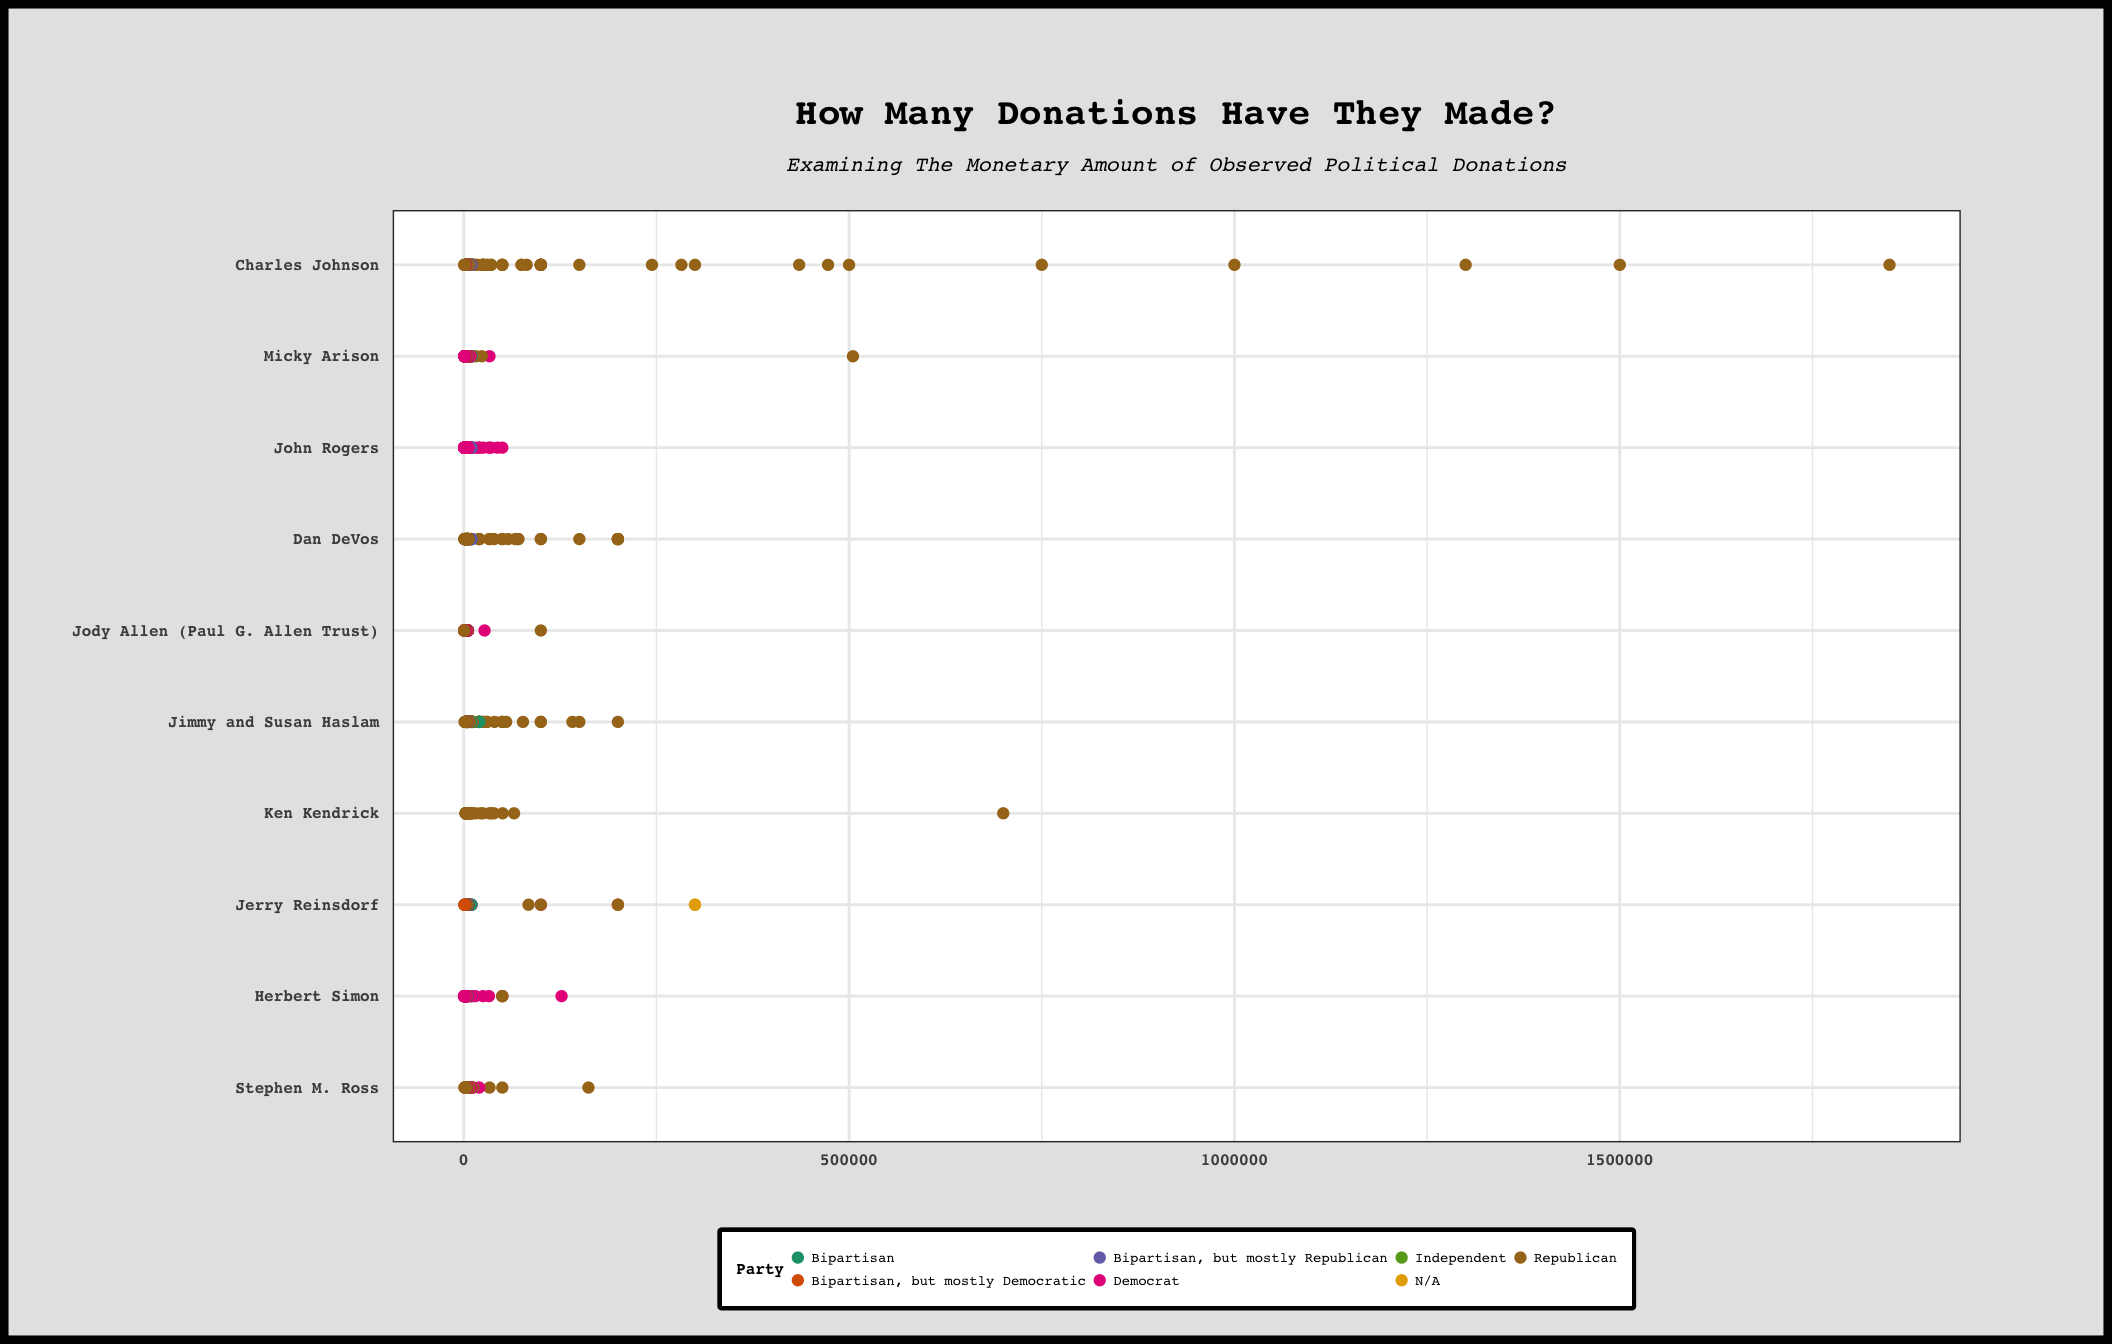 How Many Donations Have They Made?
Examining The Monetary Amount of Observed Political Donations
Charles Johnson
Micky Arison
John Rogers
Dan DeVos
Jody Allen (Paul G. Allen Trust)
Jimmy and Susan Haslam
Ken Kendrick
Jerry Reinsdorf
Herbert Simon
Stephen M. Ross
0 500000 1000000 1500000
Party
Bipartisan Bipartisan, but mostly Republican Independent Republican
Bipartisan, but mostly Democratic Democrat N/A